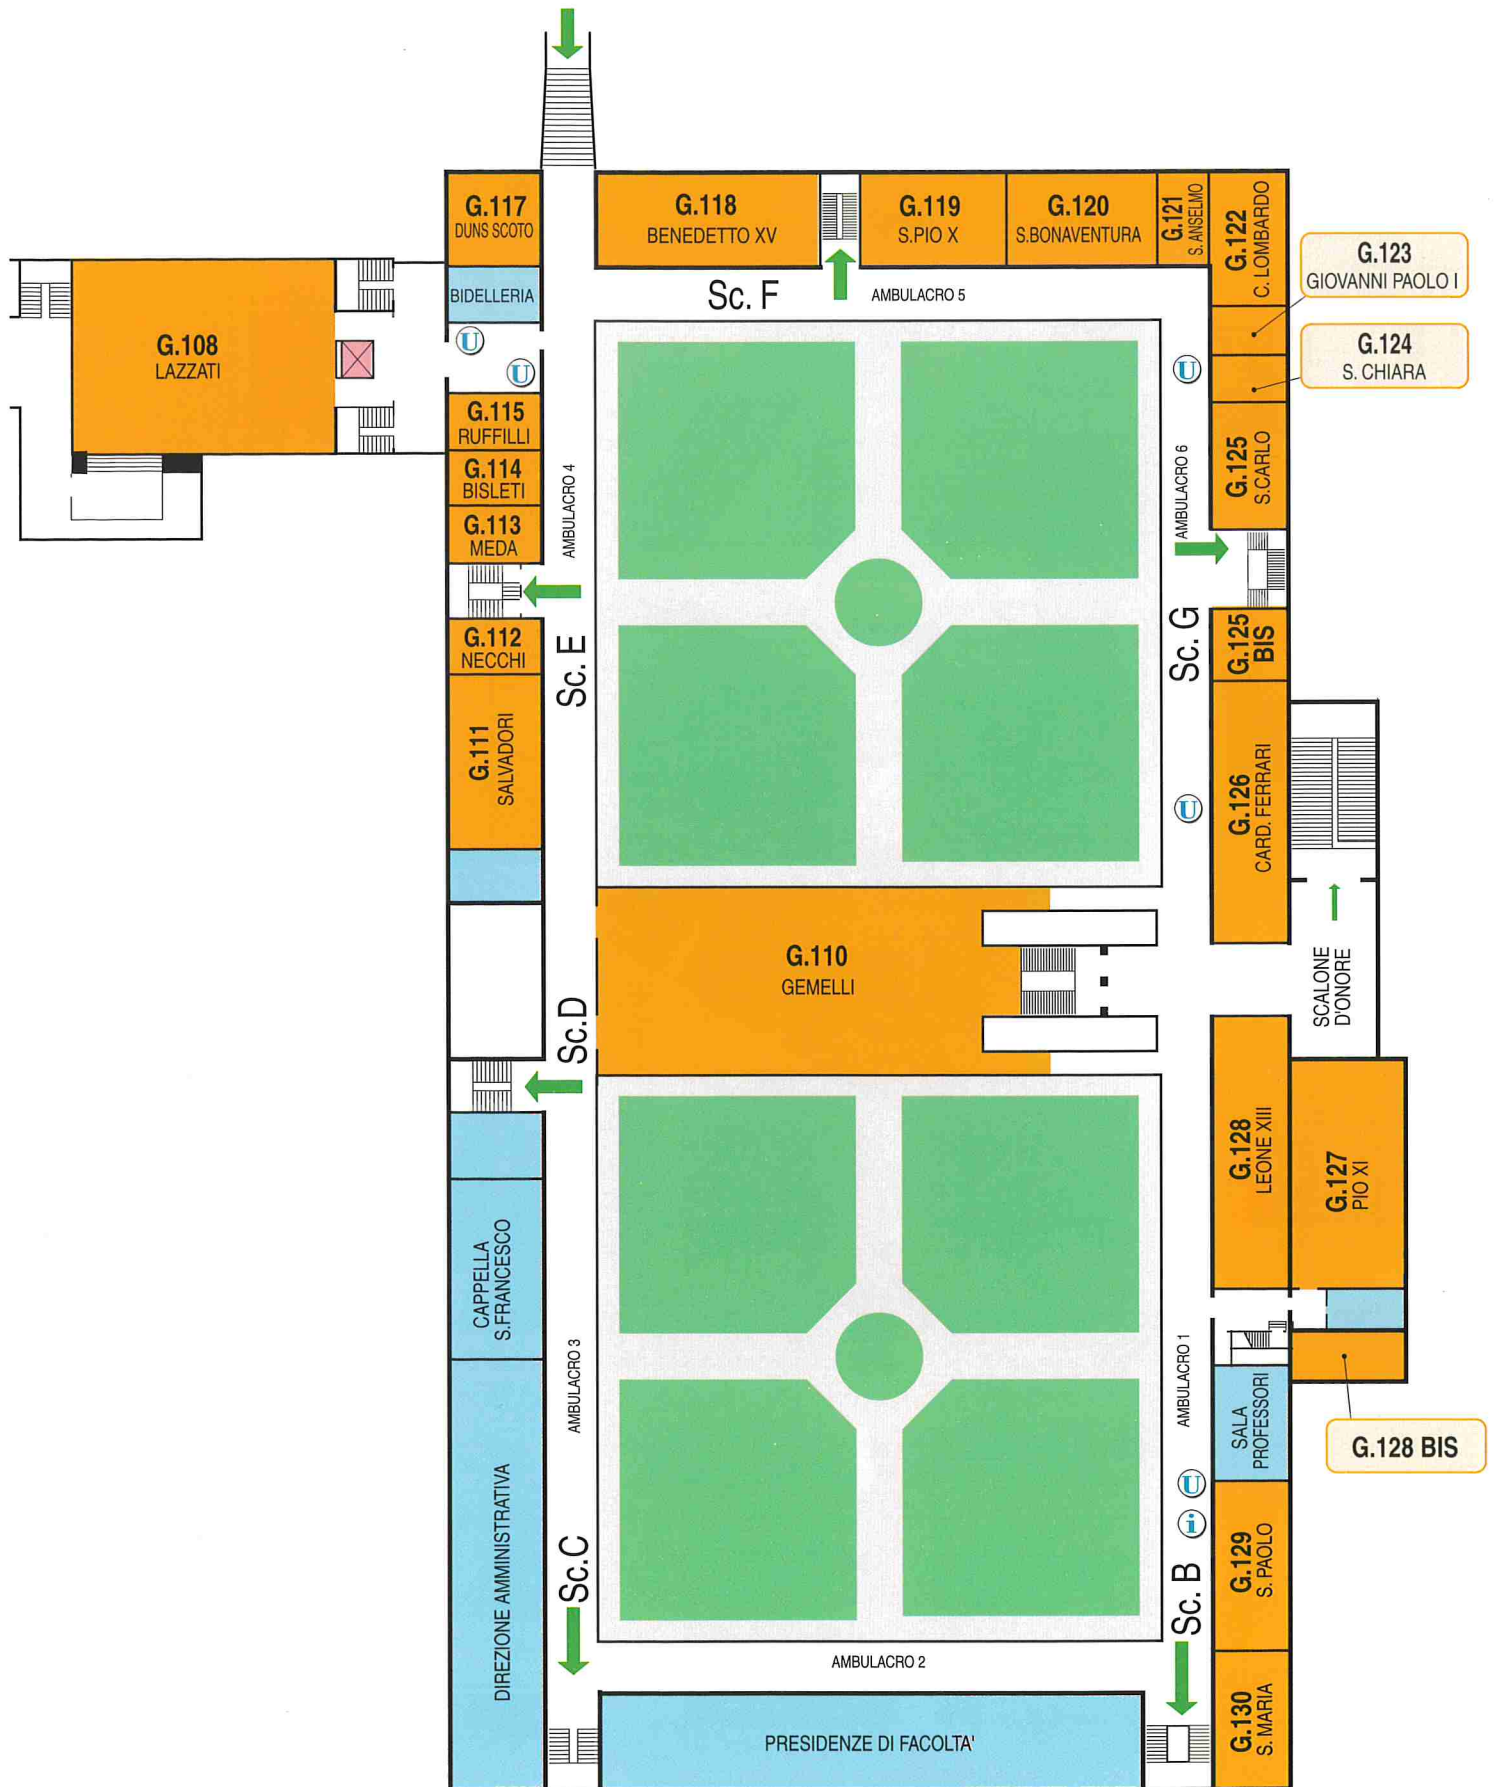 G.117
DUNS SCOTO
G.118
BENEDETTO XV
G.119
S.PIO X
G.120
S.BONAVENTURA
G.121
S. ANSELMO
G.122
C. LOMBARDO
G.123
GIOVANNI PAOLO I
G.124
S. CHIARA
BIDELLERIA
Sc. F
AMBULACRO 5
G.108
LAZZATI
U
U
U
G.115
RUFFILLI
G.114
BISLETI
G.113
MEDA
AMBULACRO 4
AMBULACRO 6
G.125
S.CARLO
G.112
NECCHI
Sc. E
Sc. G
G.125
BIS
G.111
SALVADORI
G.126
CARD. FERRARI
U
G.110
GEMELLI
SCALONE
D'ONORE
Sc.D
G.128
LEONE XIII
G.127
PIO XI
CAPPELLA
S.FRANCESCO
AMBULACRO 3
AMBULACRO 1
SALA
PROFESSORI
G.128 BIS
U
i
DIREZIONE AMMINISTRATIVA
Sc.C
Sc. B
G.129
S. PAOLO
AMBULACRO 2
G.130
S. MARIA
PRESIDENZE DI FACOLTA'